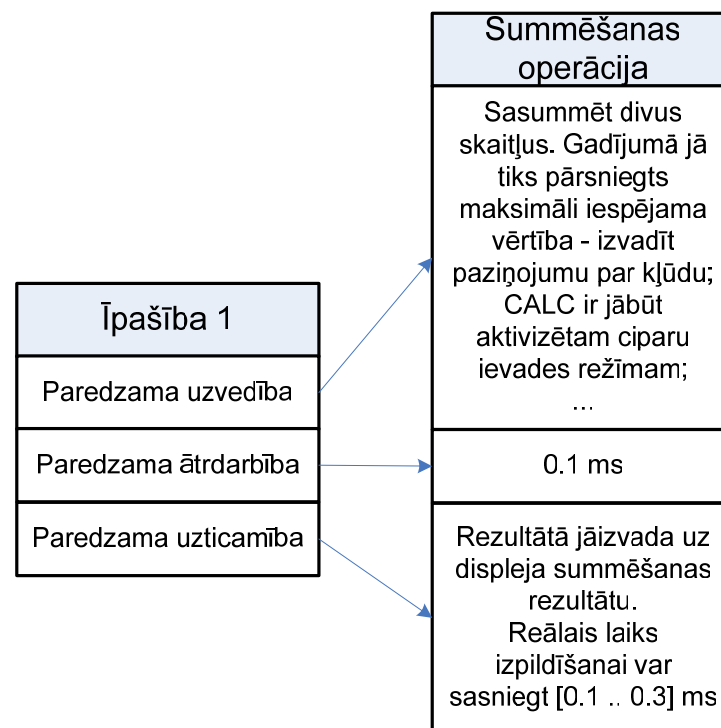 Īpašība 1
Paredzama uzvedība
Paredzama ātrdarbība
Paredzama uzticamība
Summēšanas
operācija
Sasummēt divus
skaitļus. Gadījumā jā
tiks pārsniegts
maksimāli iespējama
vērtība - izvadīt
paziņojumu par kļūdu;
CALC ir jābūt
aktivizētam ciparu
ievades režīmam;
...
0.1 ms
Rezultātā jāizvada uz
displeja summēšanas
rezultātu.
Reālais laiks
izpildīšanai var
sasniegt [0.1 .. 0.3] ms